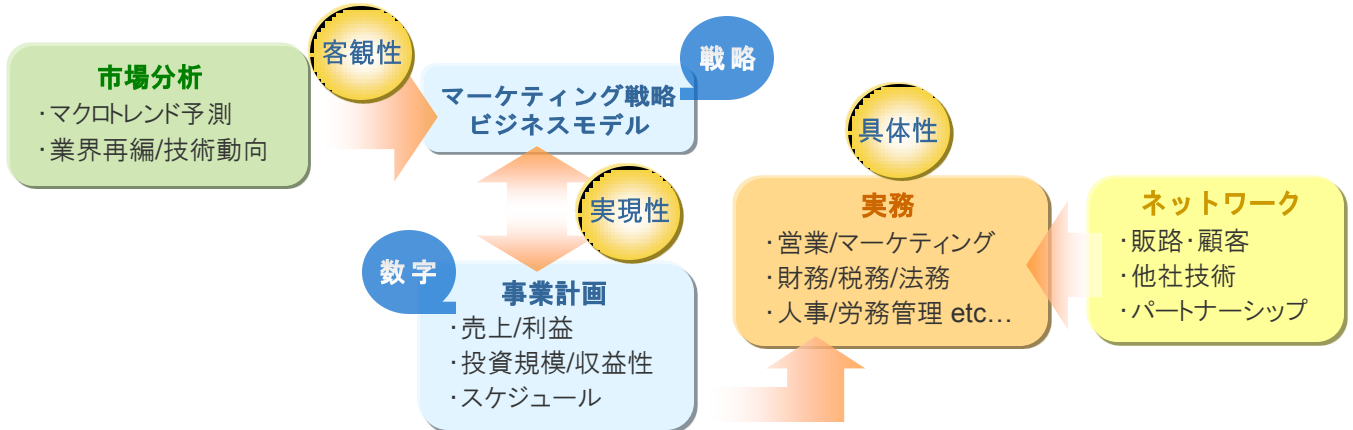 客観性
市場分析
・マクロトレンド予測
・業界再編/技術動向
戦略
マーケティング戦略
ビジネスモデル
実現性
数字
事業計画
・売上/利益
・投資規模/収益性
・スケジュール
具体性
実務
・営業/マーケティング
・財務/税務/法務
・人事/労務管理 etc…
ネットワーク
・販路・顧客
・他社技術
・パートナーシップ